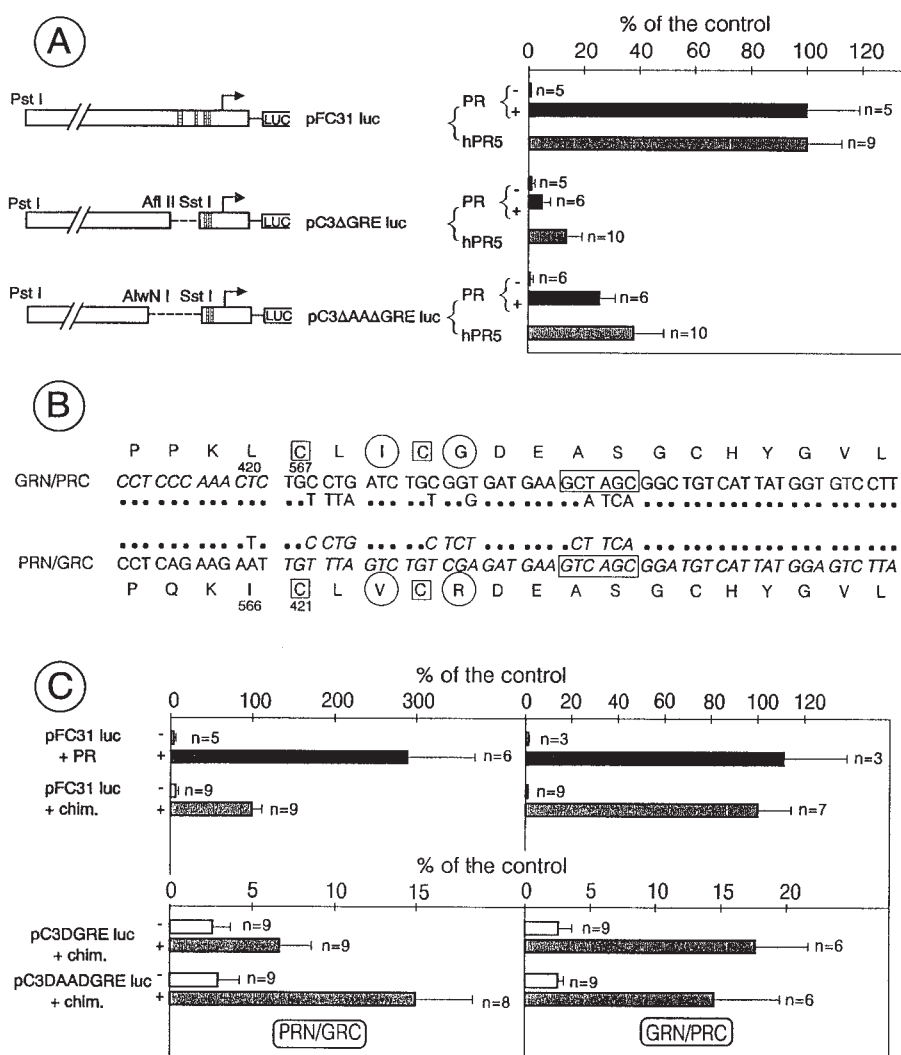 A
% of the control
0 20 40 60 80 100 120
Pst I
LUC
pFC31 luc
PR
-
+
hPR5
n=5
n=5
n=9
Pst I
Afl II Sst I
LUC
pC3ΔGRE luc
PR
-
+
hPR5
n=5
n=6
n=10
Pst I
AlwN I Sst I
LUC
pC3ΔAAΔGRE luc
PR
-
+
hPR5
n=6
n=6
n=10
B
P P K L C L I C G D E A S G C H Y G V L
420 567
GRN/PRC CCT CCC AAA CTC TGC CTG ATC TGC GGT GAT GAA GCT AGC GGC TGT CAT TAT GGT GTC CTT
T TTA T G A TCA
T C CTG C TCT CT TCA
PRN/GRC CCT CAG AAG AAT TGT TTA GTC TGT CGA GAT GAA GTC AGC GGA TGT CAT TAT GGA GTC TTA
P Q K I C L V C R D E A S G C H Y G V L
566 421
C
% of the control
0 100 200 300
0 20 40 60 80 100 120
pFC31 luc
+ PR
-
+
n=5
n=6
n=3
n=3
pFC31 luc
+ chim.
-
+
n=9
n=9
n=9
n=7
% of the control
0 5 10 15
0 5 10 15 20
pC3DGRE luc
+ chim.
-
+
n=9
n=9
n=9
n=6
pC3DAADGRE luc
+ chim.
-
+
n=9
n=8
n=9
n=6
PRN/GRC
GRN/PRC